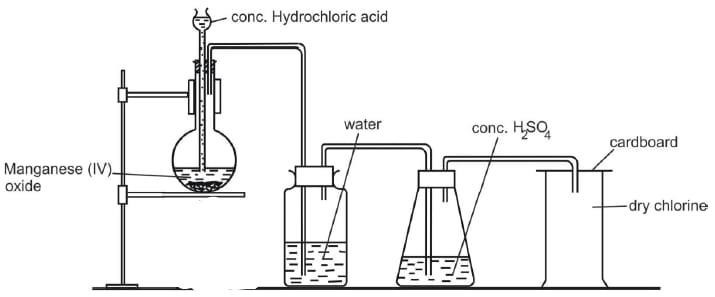 conc. Hydrochloric acid
water
conc. H₂SO₄
cardboard
Manganese (IV)
oxide
dry chlorine